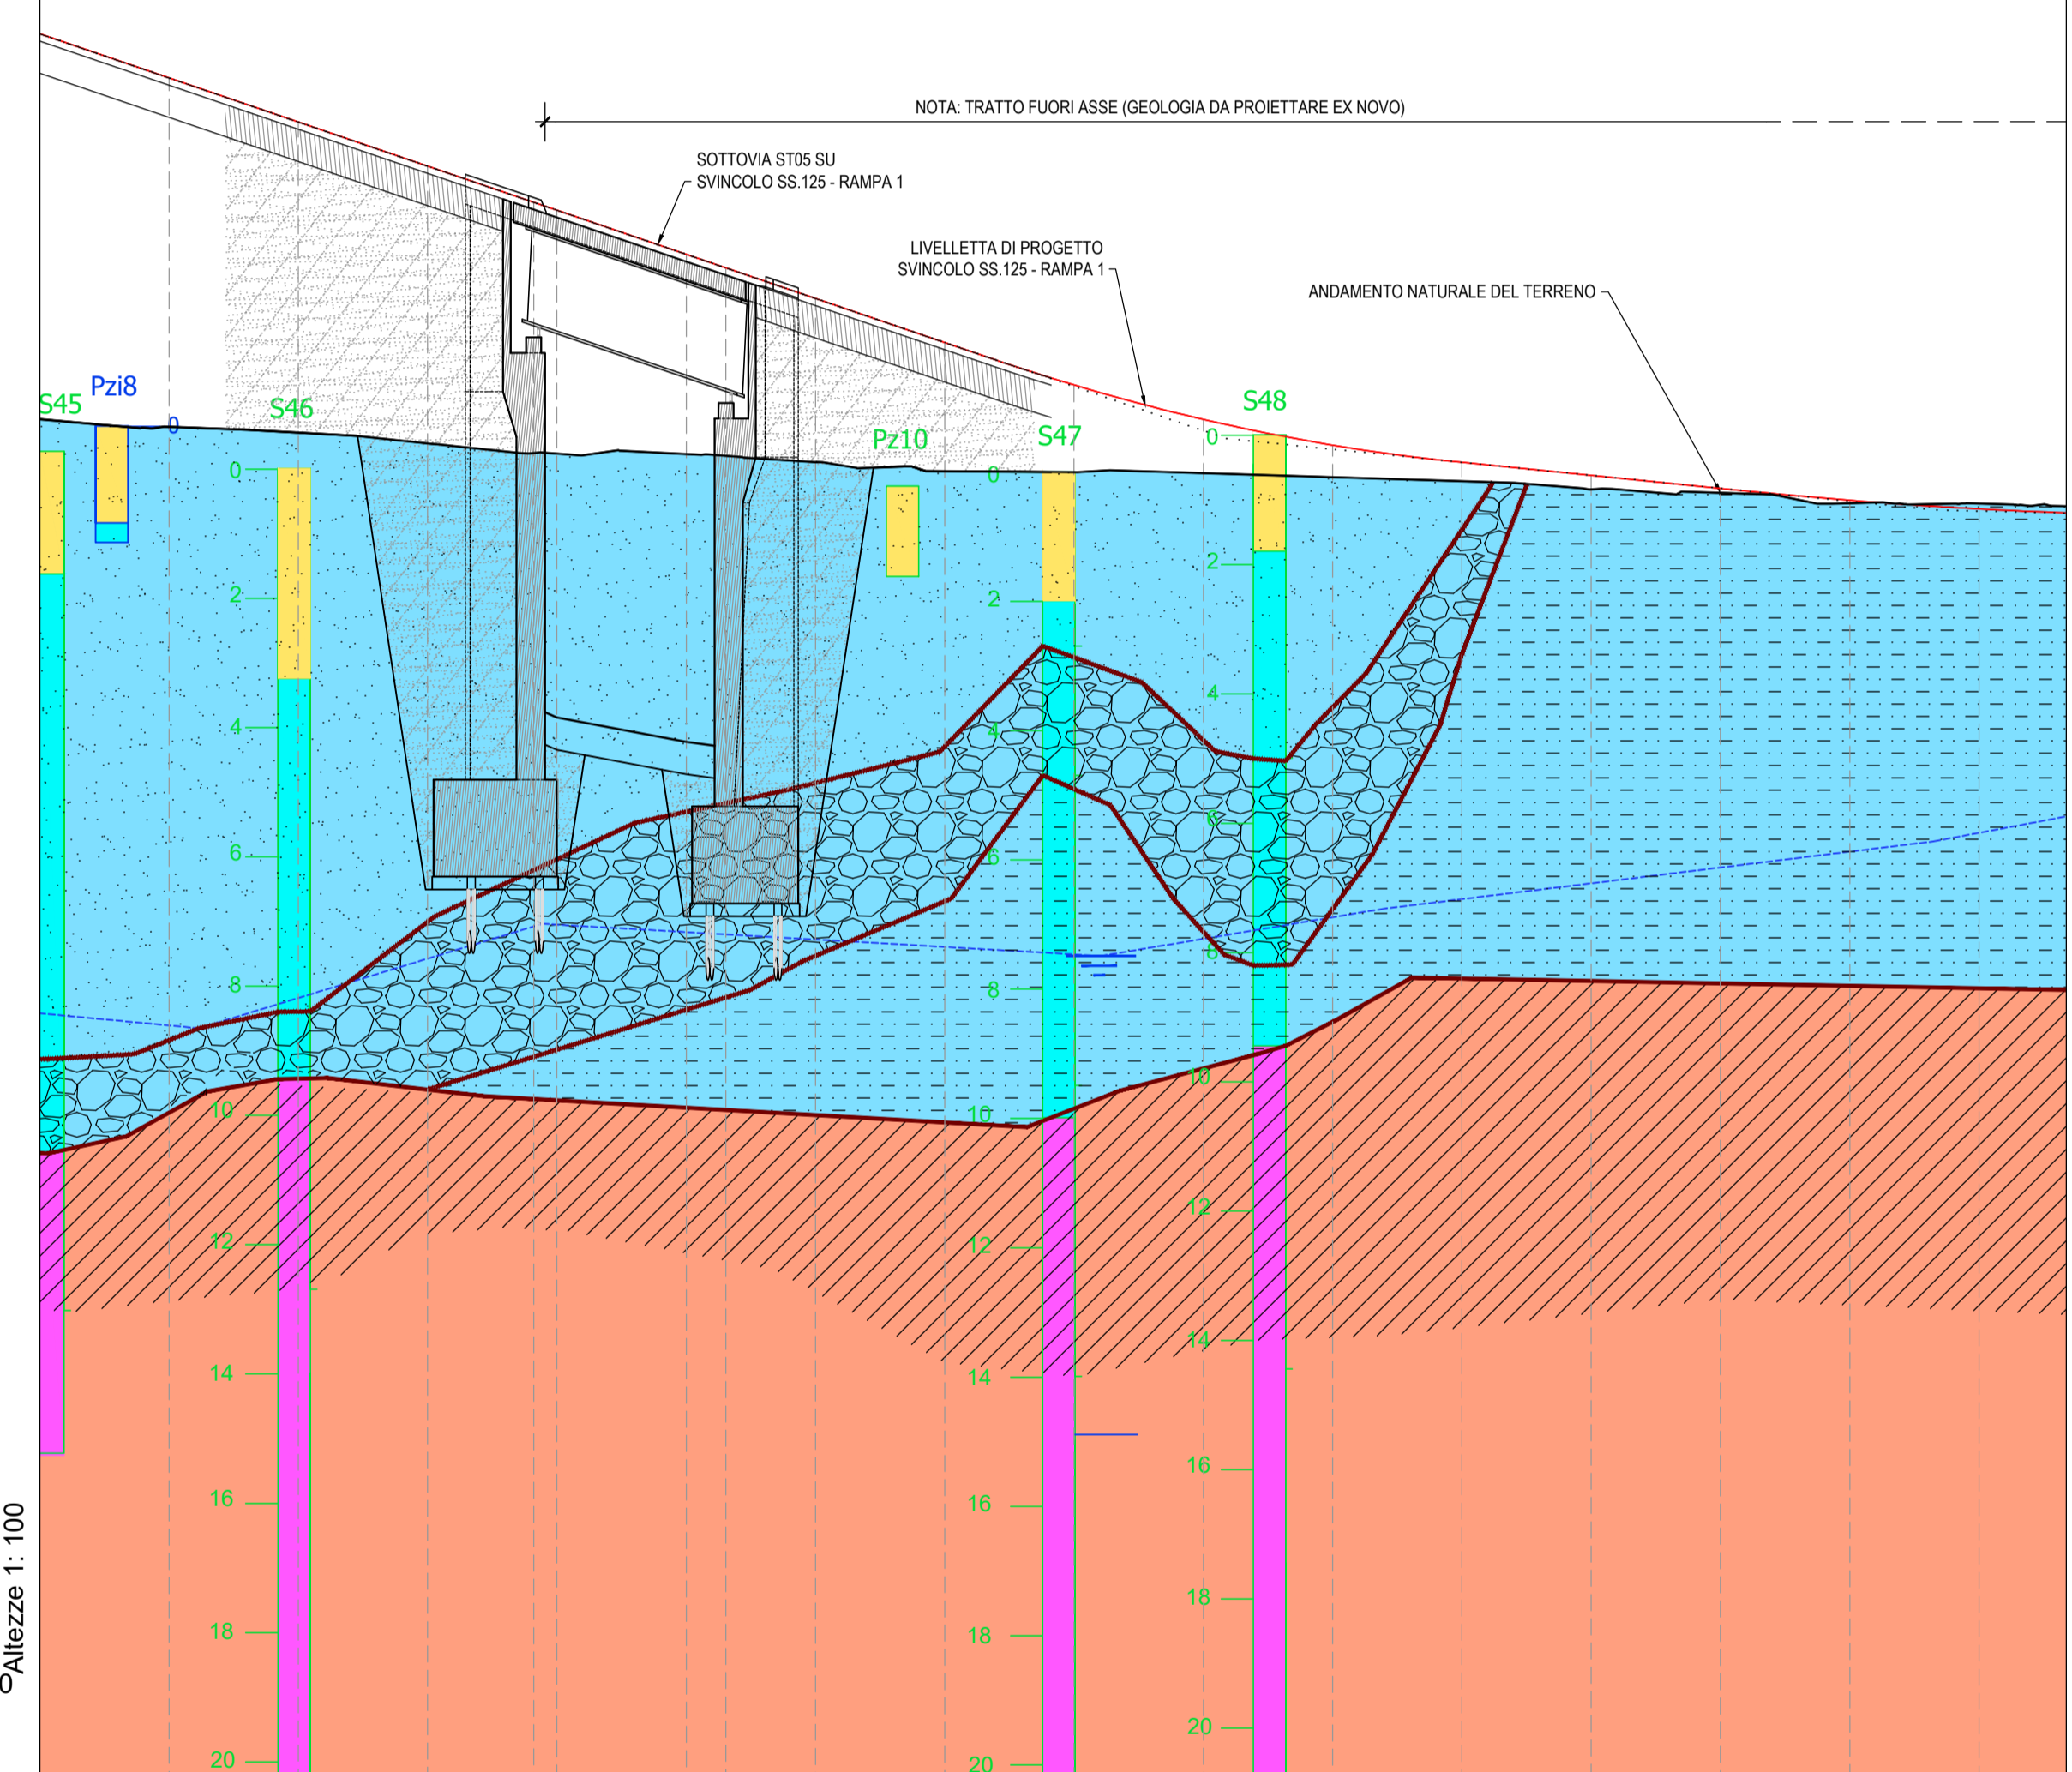 NOTA: TRATTO FUORI ASSE (GEOLOGIA DA PROIETTARE EX NOVO)
SOTTOVIA ST05 SU
SVINCOLO SS.125 - RAMPA 1
LIVELLETTA DI PROGETTO
SVINCOLO SS.125 - RAMPA 1
ANDAMENTO NATURALE DEL TERRENO
S45
Pzi8
0
S46
0
2
4
6
8
10
12
14
16
18
20
Pz10
S47
0
2
4
6
8
10
12
14
16
18
20
S48
0
2
4
6
8
10
12
14
16
18
20
Altezze 1: 100